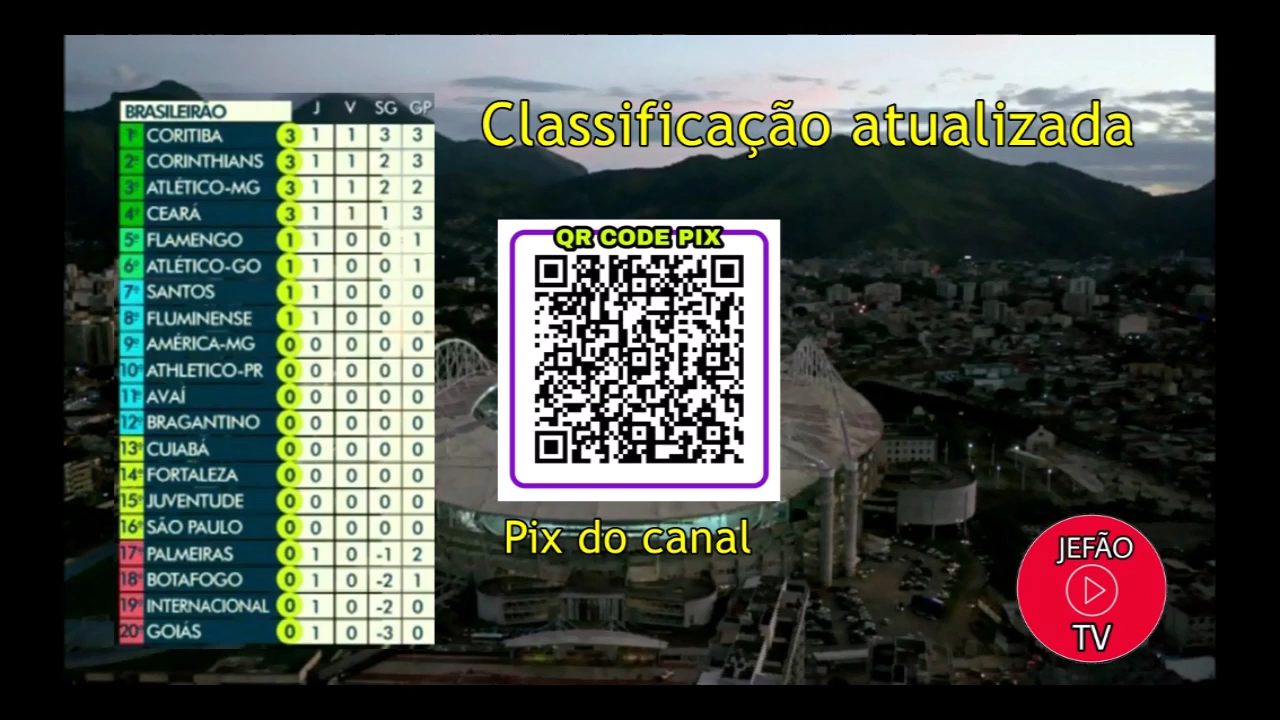 BRASILEIRÃO J V SG GP
1º CORITIBA 3 1 1 3 3
2º CORINTHIANS 3 1 1 2 3
3º ATLÉTICO-MG 3 1 1 2 2
4º CEARÁ 3 1 1 1 3
5º FLAMENGO 1 1 0 0 1
6º ATLÉTICO-GO 1 1 0 0 1
7º SANTOS 1 1 0 0 0
8º FLUMINENSE 1 1 0 0 0
9º AMÉRICA-MG 0 0 0 0 0
10º ATHLETICO-PR 0 0 0 0 0
11º AVAÍ 0 0 0 0 0
12º BRAGANTINO 0 0 0 0 0
13º CUIABÁ 0 0 0 0 0
14º FORTALEZA 0 0 0 0 0
15º JUVENTUDE 0 0 0 0 0
16º SÃO PAULO 0 0 0 0 0
17º PALMEIRAS 0 1 0 -1 2
18º BOTAFOGO 0 1 0 -2 1
19º INTERNACIONAL 0 1 0 -2 0
20º GOIÁS 0 1 0 -3 0
Classificação atualizada
QR CODE PIX
Pix do canal
JEFÃO
TV